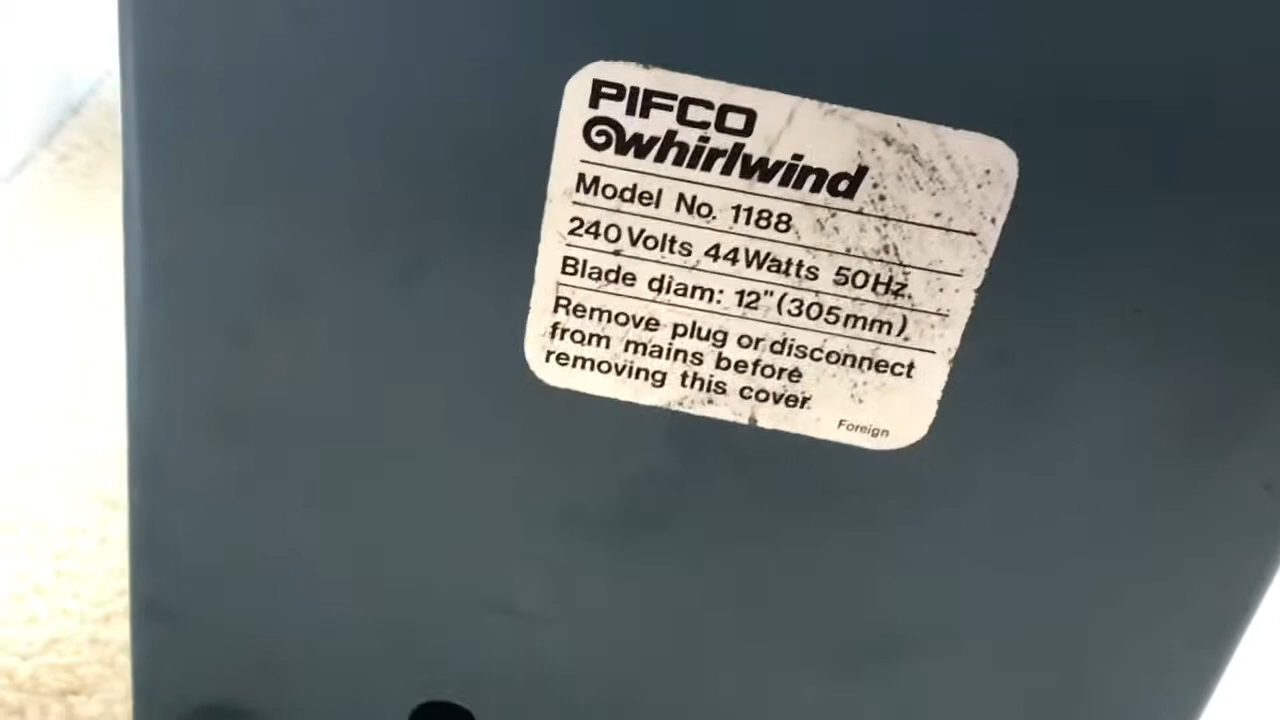 PIFCO
whirlwind
Model No. 1188
240 Volts 44 Watts 50Hz.
Blade diam: 12" (305mm)
Remove plug or disconnect
from mains before
removing this cover.
Foreign